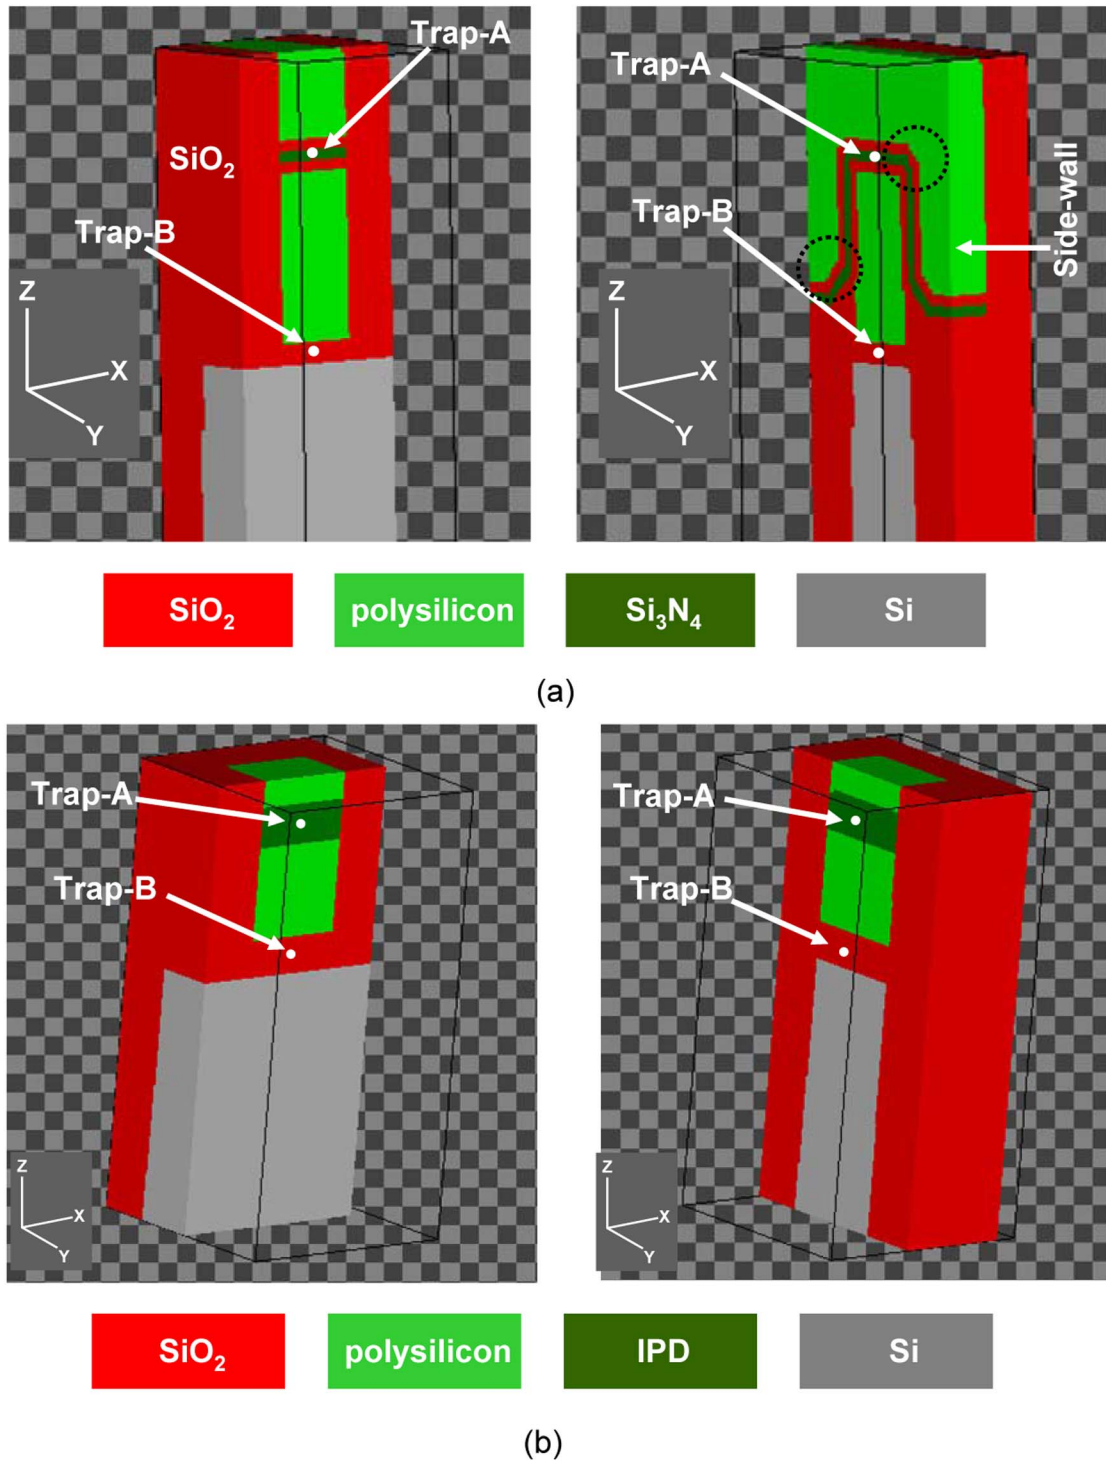 Trap-A
SiO2
Trap-B
Z
X
Y
Trap-A
Trap-B
Side-wall
Z
X
Y
SiO2
polysilicon
Si3N4
Si
(a)
Trap-A
Trap-B
Z
X
Y
Trap-A
Trap-B
Z
X
Y
SiO2
polysilicon
IPD
Si
(b)